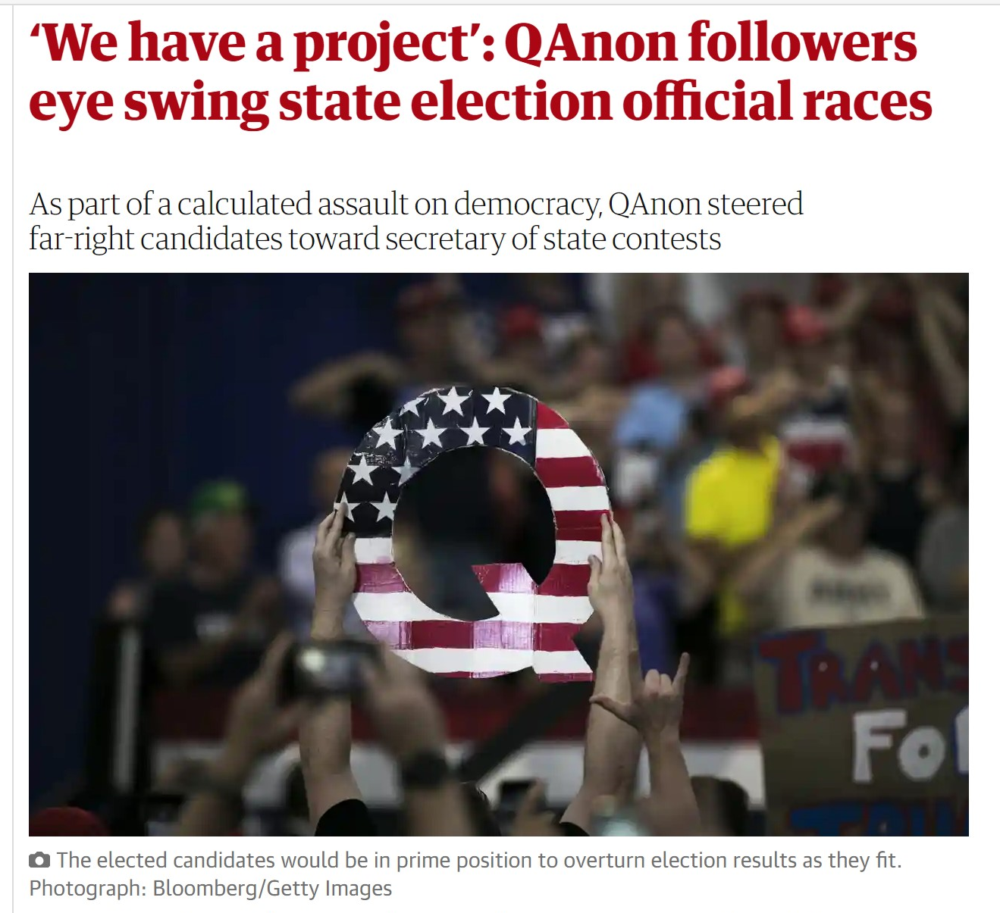 ‘We have a project’: QAnon followers
eye swing state election official races
As part of a calculated assault on democracy, QAnon steered
far-right candidates toward secretary of state contests
Q
TRANS
FO
The elected candidates would be in prime position to overturn election results as they fit.
Photograph: Bloomberg/Getty Images